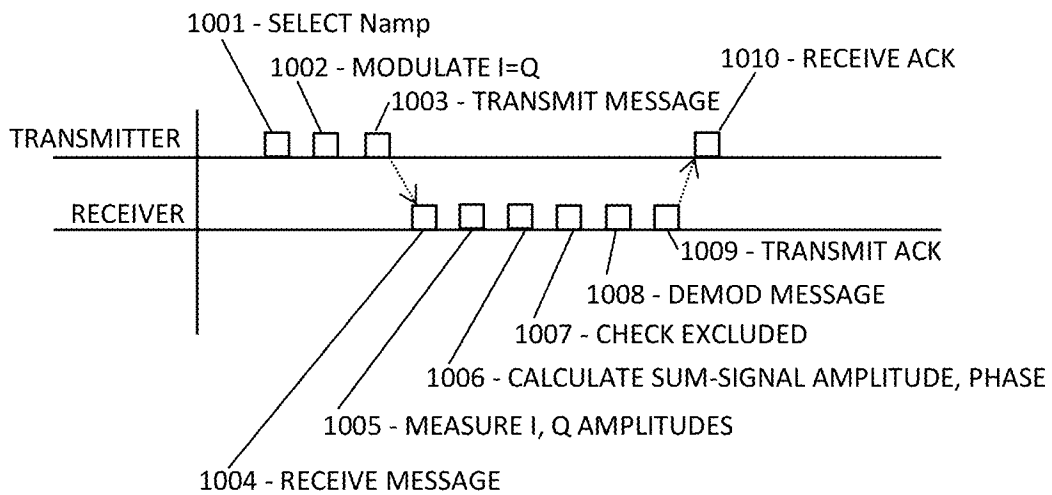 1001 - SELECT Namp
1002 - MODULATE I=Q
1003 - TRANSMIT MESSAGE
1010 - RECEIVE ACK
TRANSMITTER
RECEIVER
1009 - TRANSMIT ACK
1008 - DEMOD MESSAGE
1007 - CHECK EXCLUDED
1006 - CALCULATE SUM-SIGNAL AMPLITUDE, PHASE
1005 - MEASURE I, Q AMPLITUDES
1004 - RECEIVE MESSAGE